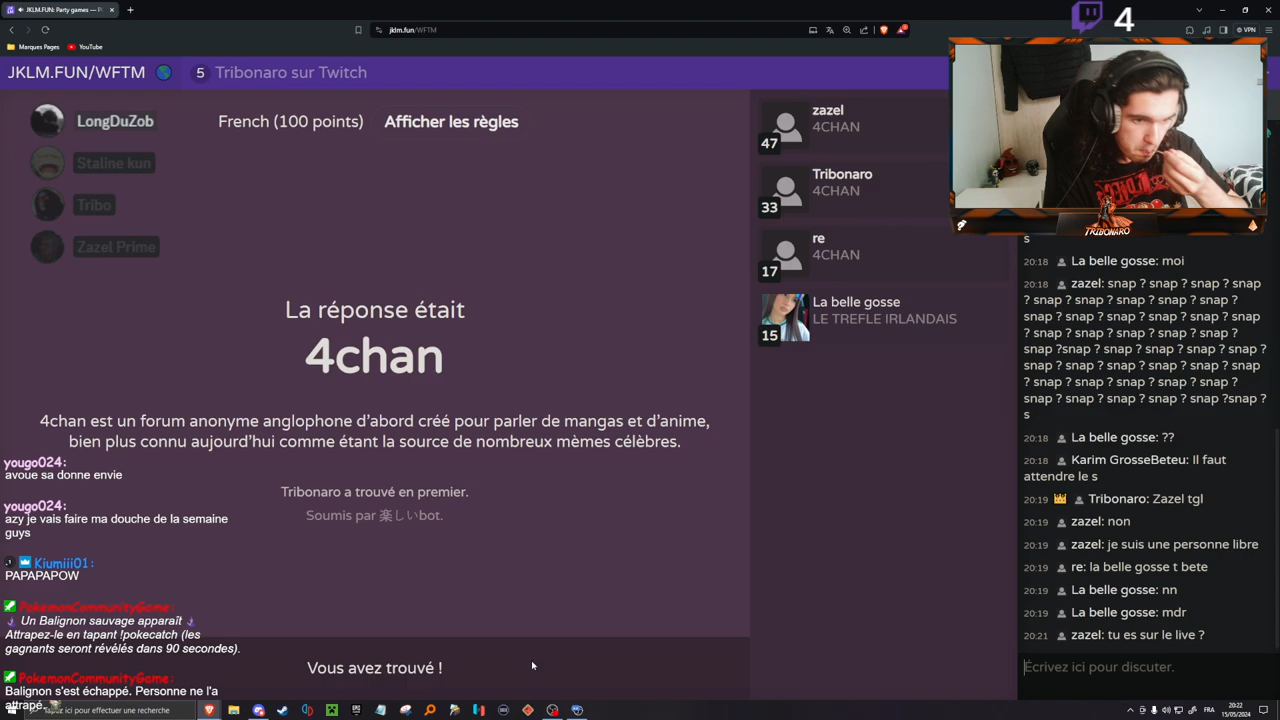 JKLM.FUN: Party games —
4
jklm.fun/WFTM
VPN
Marques Pages
YouTube
JKLM.FUN/WFTM
5 Tribonaro sur Twitch
LongDuZob
Staline kun
Tribo
Zazel Prime
French (100 points)
Afficher les règles
La réponse était
4chan
4chan est un forum anonyme anglophone d'abord créé pour parler de mangas et d'anime,
bien plus connu aujourd'hui comme étant la source de nombreux mèmes célèbres.
Tribonaro a trouvé en premier.
Soumis par 楽しいbot.
Vous avez trouvé !
yougo024:
avoue sa donne envie
yougo024:
azy je vais faire ma douche de la semaine
guys
Kiumiii01:
PAPAPAPOW
PokemonCommunityGame:
Un Balignon sauvage apparaît
Attrapez-le en tapant !pokecatch (les
gagnants seront révélés dans 90 secondes).
PokemonCommunityGame:
Balignon s'est échappé. Personne ne l'a
attrapé.
zazel
4CHAN
47
Tribonaro
4CHAN
33
re
4CHAN
17
La belle gosse
LE TREFLE IRLANDAIS
15
TRIBONARO
s
20:18 La belle gosse: moi
20:18 zazel: snap ? snap ? snap ? snap
? snap ? snap ? snap ? snap ?
snap ? snap ? snap ? snap ? snap
? snap ? snap ? snap ? snap ?
snap ?snap ? snap ? snap ? snap ?
snap ? snap ? snap ? snap ? snap
? snap ? snap ? snap ? snap ?
snap ? snap ? snap ? snap ?snap ?
s
20:18 La belle gosse: ??
20:18 Karim GrosseBeteu: Il faut
attendre le s
20:19 Tribonaro: Zazel tgl
20:19 zazel: non
20:19 zazel: je suis une personne libre
20:19 re: la belle gosse t bete
20:19 La belle gosse: nn
20:19 La belle gosse: mdr
20:21 zazel: tu es sur le live ?
Écrivez ici pour discuter.
Tapez ici pour effectuer une recherche
FRA
20:22
15/05/2024